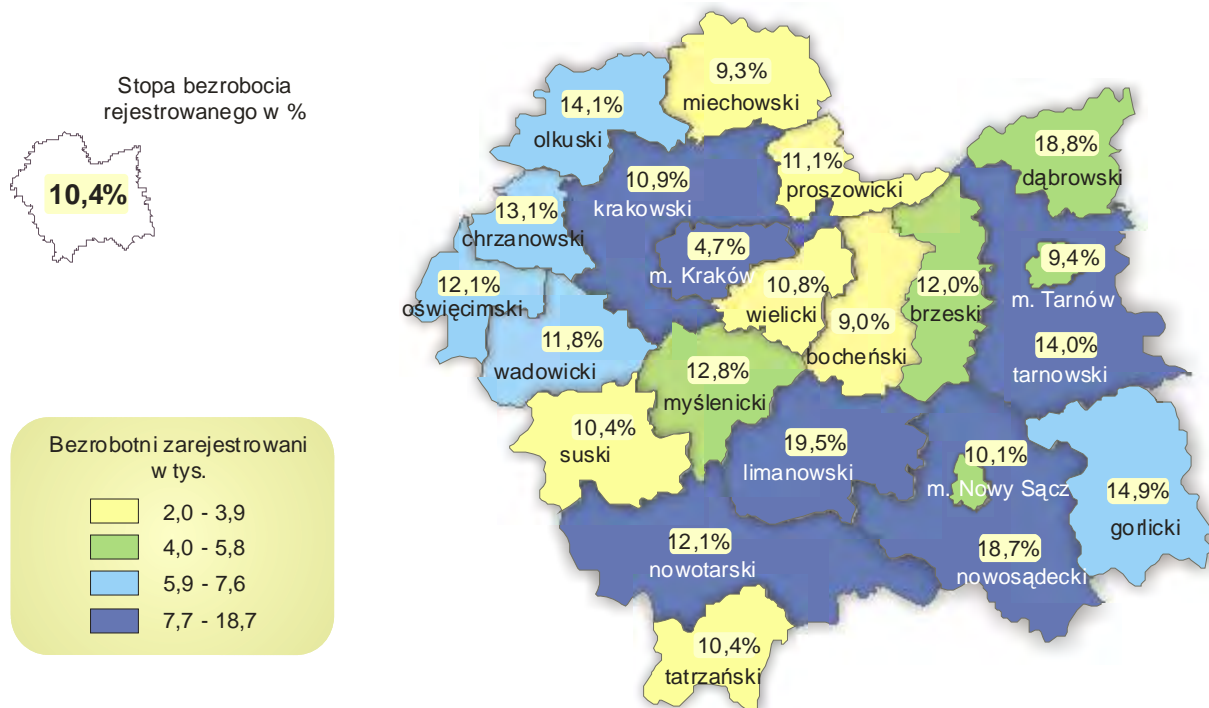 Stopa bezrobocia
rejestrowanego w %
10,4%
Bezrobotni zarejestrowani
w tys.
2,0 - 3,9
4,0 - 5,8
5,9 - 7,6
7,7 - 18,7
9,3%
miechowski
14,1%
olkuski
11,1%
proszowicki
18,8%
dąbrowski
10,9%
krakowski
13,1%
chrzanowski
4,7%
m. Kraków
9,4%
m. Tarnów
12,1%
oświęcimski
10,8%
wielicki
9,0%
bocheński
12,0%
brzeski
11,8%
wadowicki
14,0%
tarnowski
12,8%
myślenicki
10,4%
suski
19,5%
limanowski
10,1%
m. Nowy Sącz
14,9%
gorlicki
12,1%
nowotarski
18,7%
nowosądecki
10,4%
tatrzański